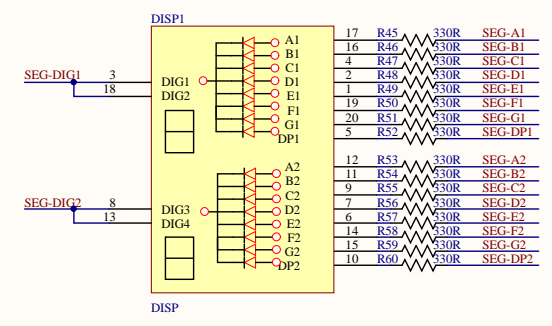 DISP1
17 R45 330R SEG-A1
16 R46 330R SEG-B1
4 R47 330R SEG-C1
2 R48 330R SEG-D1
1 R49 330R SEG-E1
19 R50 330R SEG-F1
20 R51 330R SEG-G1
5 R52 330R SEG-DP1
SEG-DIG1 3 DIG1
18 DIG2
A1
B1
C1
D1
E1
F1
G1
DP1
12 R53 330R SEG-A2
11 R54 330R SEG-B2
9 R55 330R SEG-C2
7 R56 330R SEG-D2
6 R57 330R SEG-E2
14 R58 330R SEG-F2
15 R59 330R SEG-G2
10 R60 330R SEG-DP2
SEG-DIG2 8 DIG3
13 DIG4
A2
B2
C2
D2
E2
F2
G2
DP2
DISP